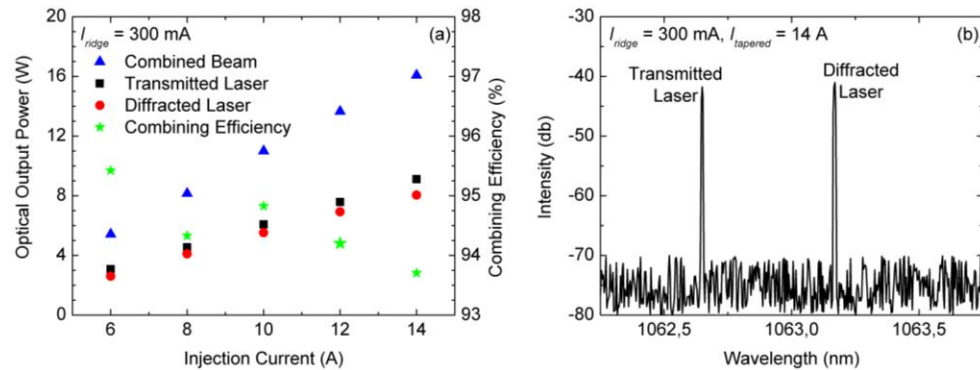 I_ridge = 300 mA
(a)
Combined Beam
Transmitted Laser
Diffracted Laser
Combining Efficiency
Optical Output Power (W)
0
4
8
12
16
20
Combining Efficiency (%)
93
94
95
96
97
98
6 8 10 12 14
Injection Current (A)
I_ridge = 300 mA, I_tapered = 14 A
(b)
Transmitted
Laser
Diffracted
Laser
Intensity (db)
-30
-40
-50
-60
-70
-80
1062,5 1063,0 1063,5
Wavelength (nm)